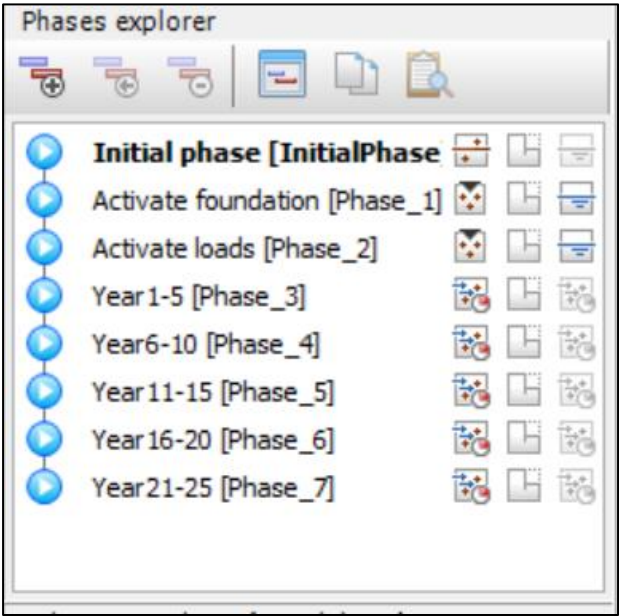 Phases explorer
Initial phase [InitialPhase
Activate foundation [Phase_1]
Activate loads [Phase_2]
Year1-5 [Phase_3]
Year6-10 [Phase_4]
Year11-15 [Phase_5]
Year16-20 [Phase_6]
Year21-25 [Phase_7]